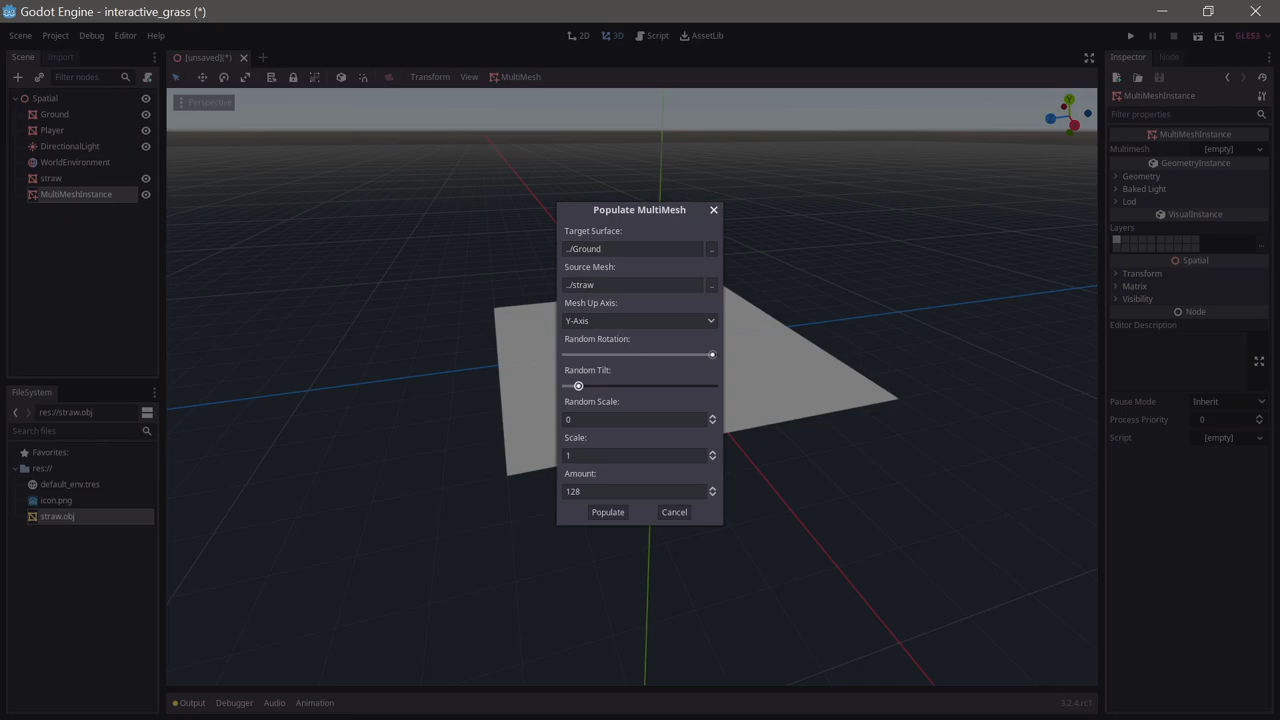 Godot Engine - interactive_grass (*)
Scene Project Debug Editor Help
2D 3D Script AssetLib
GLES3
Scene Import
[unsaved](*)
Inspector Node
Filter nodes
Transform View MultiMesh
Perspective
Y
Z
X
Spatial
Ground
Player
DirectionalLight
WorldEnvironment
straw
MultiMeshInstance
MultiMeshInstance
Filter properties
MultiMeshInstance
Multimesh [empty]
GeometryInstance
Geometry
Baked Light
Lod
VisualInstance
Layers
...
Spatial
Transform
Matrix
Visibility
Node
Editor Description
Pause Mode Inherit
Process Priority 0
Script [empty]
Populate MultiMesh
Target Surface:
../Ground ..
Source Mesh:
../straw ..
Mesh Up Axis:
Y-Axis
Random Rotation:
Random Tilt:
Random Scale:
0
Scale:
1
Amount:
128
Populate Cancel
FileSystem
res://straw.obj
Search files
Favorites:
res://
default_env.tres
icon.png
straw.obj
Output Debugger Audio Animation
3.2.4.rc1